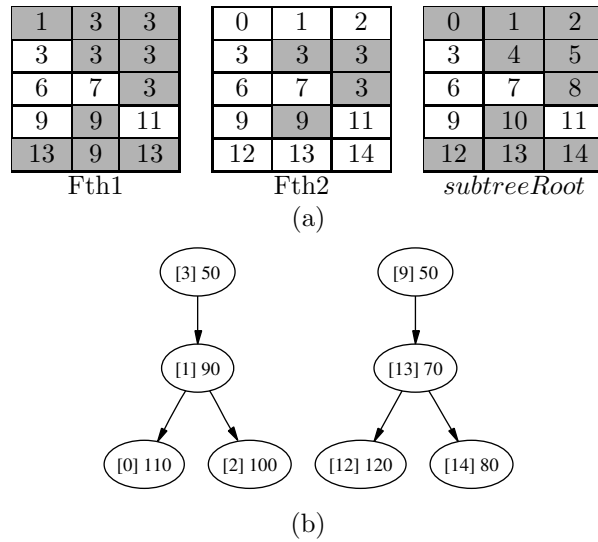 1 3 3 0 1 2 0 1 2
3 3 3 3 3 3 3 4 5
6 7 3 6 7 3 6 7 8
9 9 11 9 9 11 9 10 11
13 9 13 12 13 14 12 13 14
Fth1 Fth2 subtreeRoot
(a)
[3] 50 [9] 50
[1] 90 [13] 70
[0] 110 [2] 100 [12] 120 [14] 80
(b)